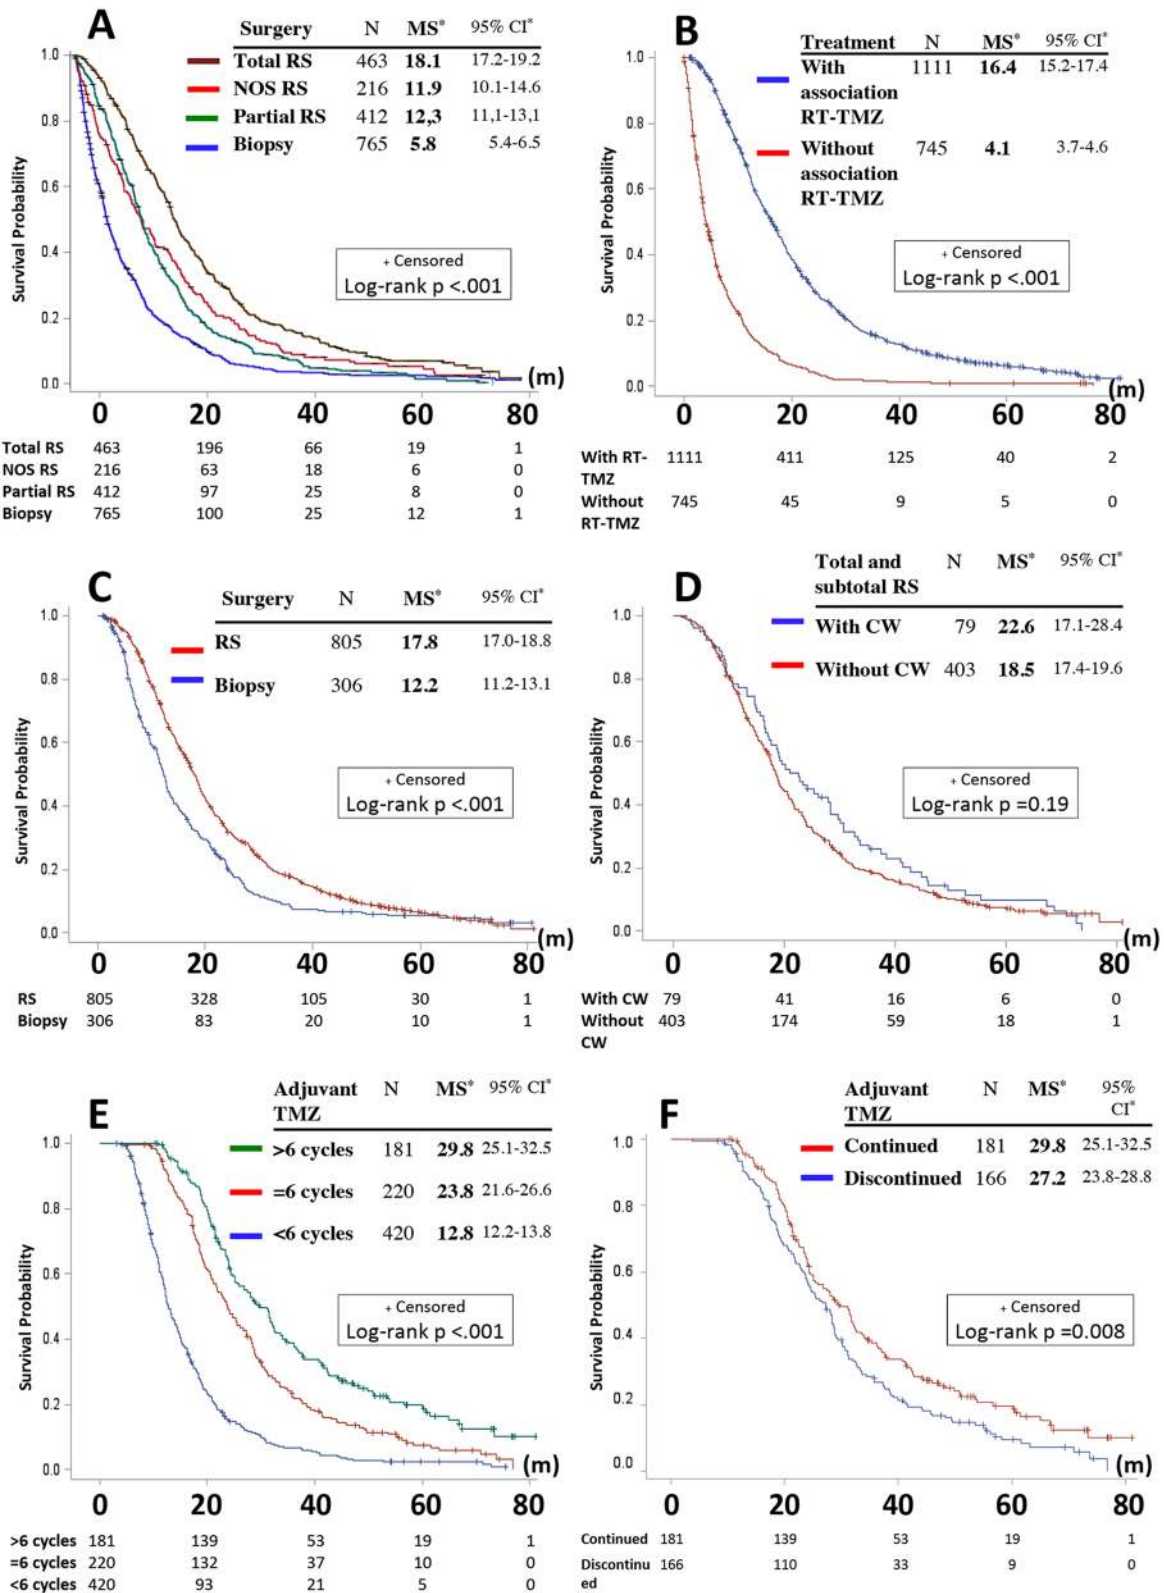 A
Surgery N MS* 95% CI*
Total RS 463 18.1 17.2-19.2
NOS RS 216 11.9 10.1-14.6
Partial RS 412 12,3 11,1-13,1
Biopsy 765 5.8 5.4-6.5
+ Censored
Log-rank p <.001
Survival Probability
1.0
0.8
0.6
0.4
0.2
0.0
(m)
0 20 40 60 80
Total RS 463 196 66 19 1
NOS RS 216 63 18 6 0
Partial RS 412 97 25 8 0
Biopsy 765 100 25 12 1
B
Treatment N MS* 95% CI*
With 1111 16.4 15.2-17.4
association
RT-TMZ
Without 745 4.1 3.7-4.6
association
RT-TMZ
+ Censored
Log-rank p <.001
Survival Probability
1.0
0.8
0.6
0.4
0.2
0.0
(m)
0 20 40 60 80
With RT- 1111 411 125 40 2
TMZ
Without 745 45 9 5 0
RT-TMZ
C
Surgery N MS* 95% CI*
RS 805 17.8 17.0-18.8
Biopsy 306 12.2 11.2-13.1
+ Censored
Log-rank p <.001
Survival Probability
1.0
0.8
0.6
0.4
0.2
0.0
(m)
0 20 40 60 80
RS 805 328 105 30 1
Biopsy 306 83 20 10 1
D
Total and N MS* 95% CI*
subtotal RS
With CW 79 22.6 17.1-28.4
Without CW 403 18.5 17.4-19.6
+ Censored
Log-rank p =0.19
Survival Probability
1.0
0.8
0.6
0.4
0.2
0.0
(m)
0 20 40 60 80
With CW 79 41 16 6 0
Without 403 174 59 18 1
CW
E
Adjuvant N MS* 95% CI*
TMZ
>6 cycles 181 29.8 25.1-32.5
=6 cycles 220 23.8 21.6-26.6
<6 cycles 420 12.8 12.2-13.8
+ Censored
Log-rank p <.001
Survival Probability
1.0
0.8
0.6
0.4
0.2
0.0
(m)
0 20 40 60 80
>6 cycles 181 139 53 19 1
=6 cycles 220 132 37 10 0
<6 cycles 420 93 21 5 0
F
Adjuvant N MS* 95%
TMZ CI*
Continued 181 29.8 25.1-32.5
Discontinued 166 27.2 23.8-28.8
+ Censored
Log-rank p =0.008
Survival Probability
1.0
0.8
0.6
0.4
0.2
0.0
(m)
0 20 40 60 80
Continued 181 139 53 19 1
Discontinu 166 110 33 9 0
ed